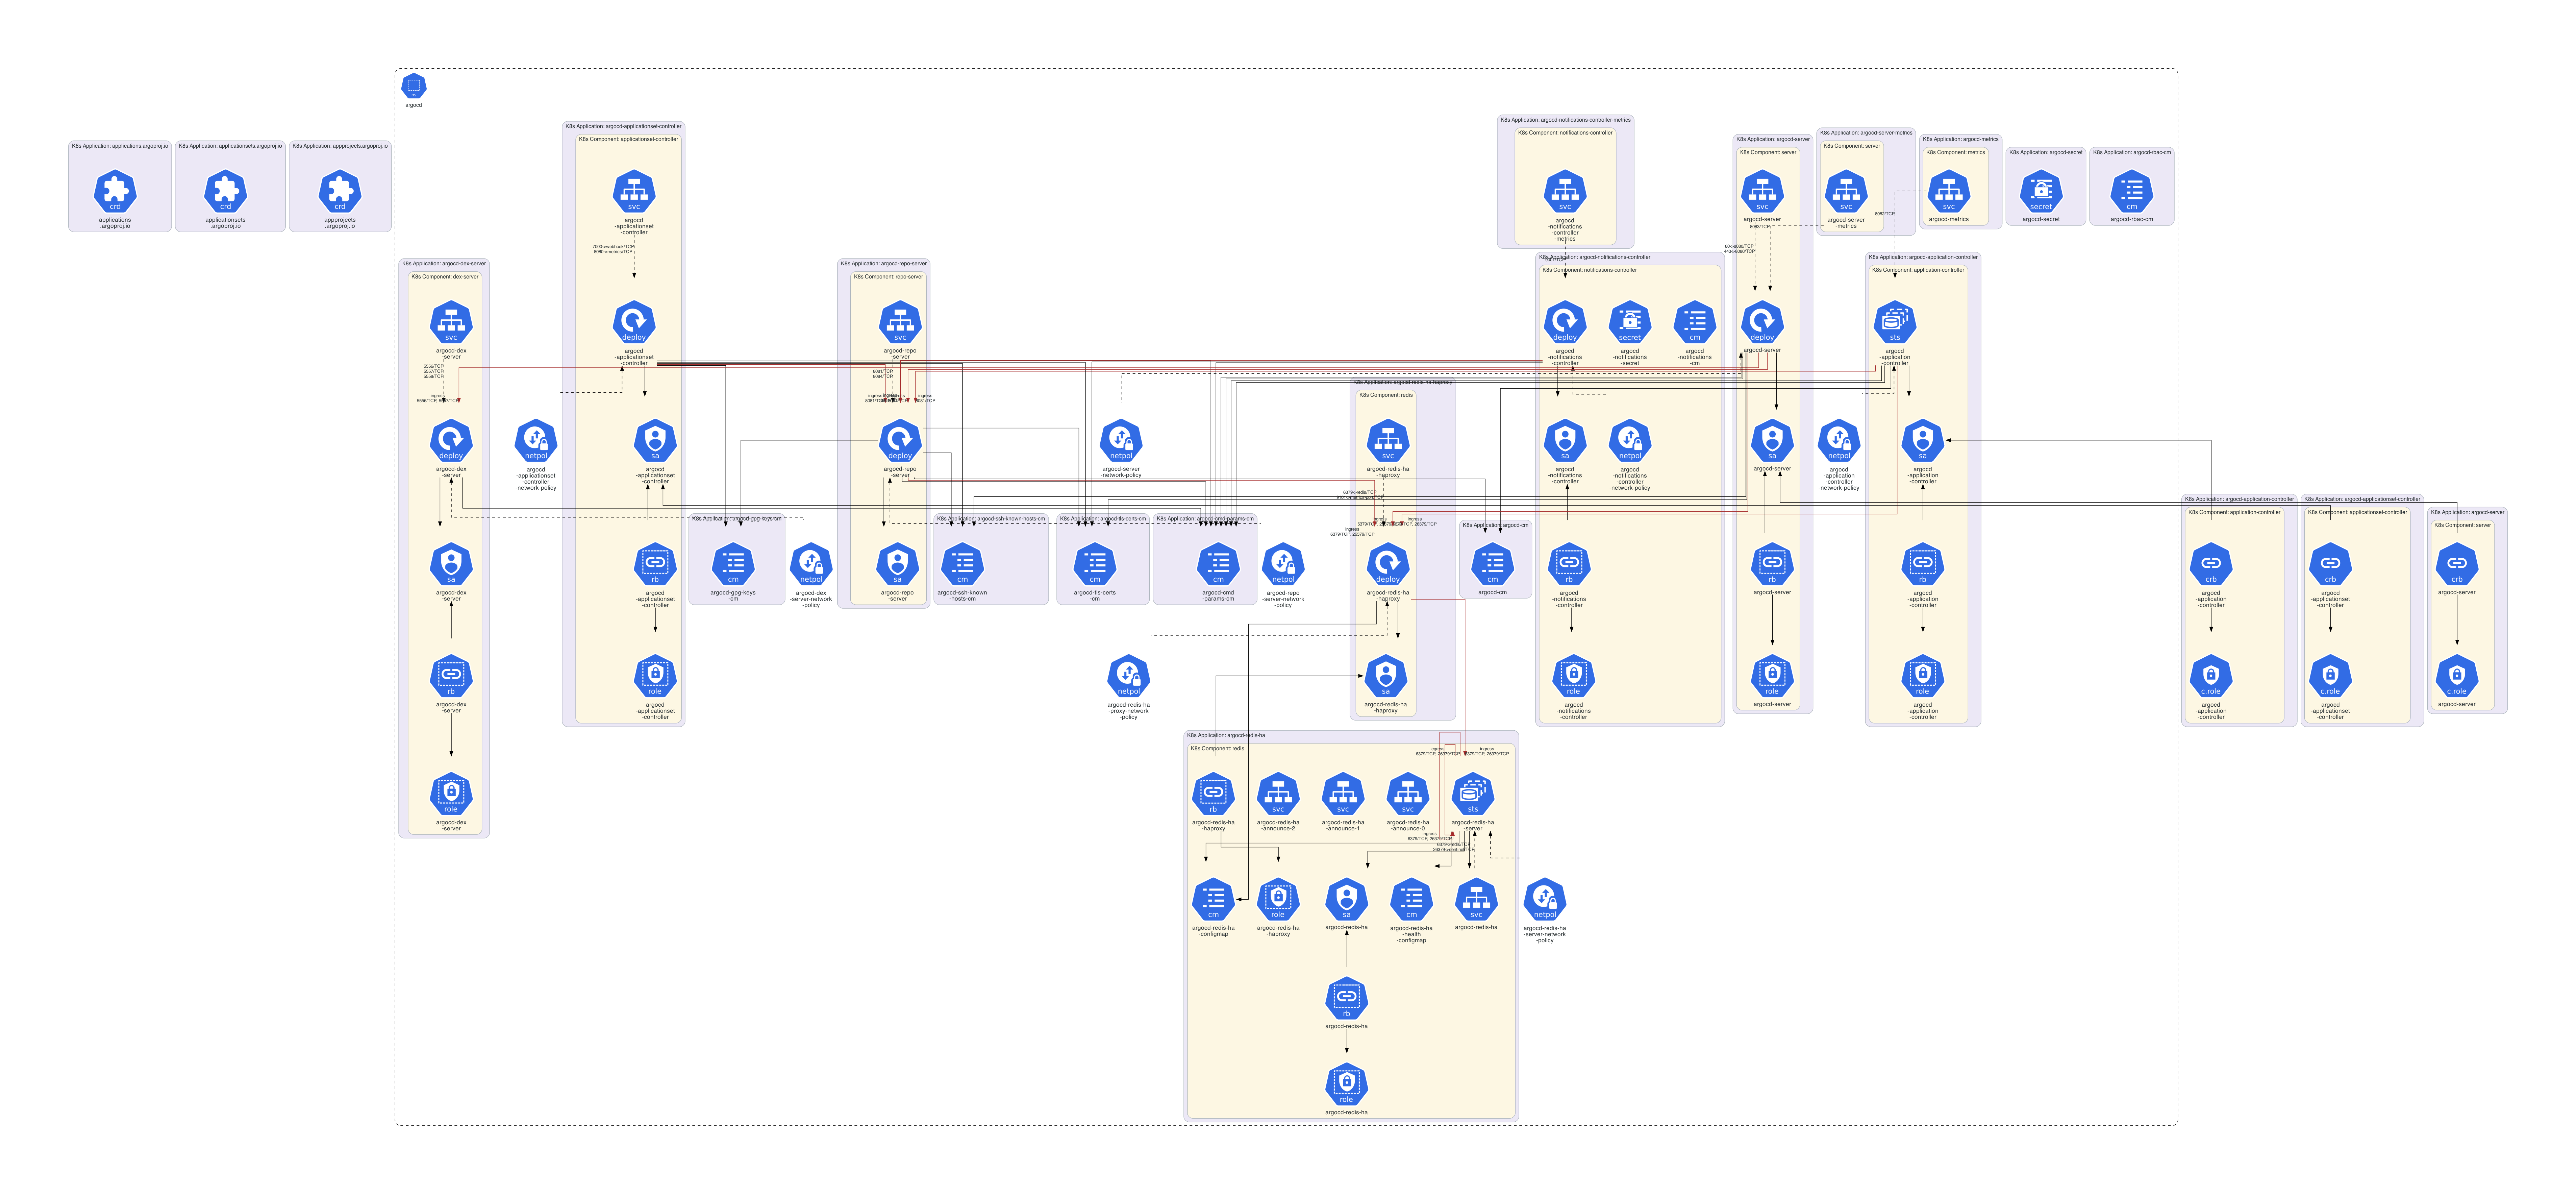 ns
argocd
K8s Application: applications.argoproj.io
crd
applications
.argoproj.io
K8s Application: applicationsets.argoproj.io
crd
applicationsets
.argoproj.io
K8s Application: appprojects.argoproj.io
crd
appprojects
.argoproj.io
K8s Application: argocd-dex-server
K8s Component: dex-server
svc
argocd-dex
-server
5556/TCP
5557/TCP
5558/TCP
ingress
deploy
argocd-dex
-server
sa
argocd-dex
-server
rb
argocd-dex
-server
role
argocd-dex
-server
netpol
argocd
-applicationset
-controller
-network-policy
K8s Application: argocd-applicationset-controller
K8s Component: applicationset-controller
svc
argocd
-applicationset
-controller
7000->webhook/TCP
8080->metrics/TCP
deploy
argocd
-applicationset
-controller
sa
argocd
-applicationset
-controller
rb
argocd
-applicationset
-controller
role
argocd
-applicationset
-controller
K8s Application: argocd-gpg-keys-cm
cm
argocd-gpg-keys
-cm
netpol
argocd-dex
-server-network
-policy
K8s Application: argocd-repo-server
K8s Component: repo-server
svc
argocd-repo
-server
8081/TCP
8084/TCP
ingress
8081/TCP
deploy
argocd-repo
-server
sa
argocd-repo
-server
K8s Application: argocd-ssh-known-hosts-cm
cm
argocd-ssh-known
-hosts-cm
K8s Application: argocd-tls-certs-cm
cm
argocd-tls-certs
-cm
netpol
argocd-server
-network-policy
K8s Application: argocd-cmd-params-cm
cm
argocd-cmd
-params-cm
netpol
argocd-repo
-server-network
-policy
netpol
argocd-redis-ha
-proxy-network
-policy
K8s Application: argocd-redis-ha-haproxy
K8s Component: redis
svc
argocd-redis-ha
-haproxy
6379->redis/TCP
ingress
6379/TCP, 26379/TCP
deploy
argocd-redis-ha
-haproxy
sa
argocd-redis-ha
-haproxy
K8s Application: argocd-cm
cm
argocd-cm
K8s Application: argocd-notifications-controller-metrics
K8s Component: notifications-controller
svc
argocd
-notifications
-controller
-metrics
K8s Application: argocd-notifications-controller
K8s Component: notifications-controller
deploy
argocd
-notifications
-controller
secret
argocd
-notifications
-secret
cm
argocd
-notifications
-cm
sa
argocd
-notifications
-controller
netpol
argocd
-notifications
-controller
-network-policy
rb
argocd
-notifications
-controller
role
argocd
-notifications
-controller
K8s Application: argocd-server
K8s Component: server
svc
argocd-server
80->8080/TCP
443->8080/TCP
deploy
argocd-server
sa
argocd-server
rb
argocd-server
role
argocd-server
K8s Application: argocd-server-metrics
K8s Component: server
svc
argocd-server
-metrics
8083/TCP
K8s Application: argocd-metrics
K8s Component: metrics
svc
argocd-metrics
8082/TCP
K8s Application: argocd-secret
secret
argocd-secret
K8s Application: argocd-rbac-cm
cm
argocd-rbac-cm
netpol
argocd
-application
-controller
-network-policy
K8s Application: argocd-application-controller
K8s Component: application-controller
sts
argocd
-application
-controller
sa
argocd
-application
-controller
rb
argocd
-application
-controller
role
argocd
-application
-controller
K8s Application: argocd-application-controller
K8s Component: application-controller
crb
argocd
-application
-controller
c.role
argocd
-application
-controller
K8s Application: argocd-applicationset-controller
K8s Component: applicationset-controller
crb
argocd
-applicationset
-controller
c.role
argocd
-applicationset
-controller
K8s Application: argocd-server
K8s Component: server
crb
argocd-server
c.role
argocd-server
K8s Application: argocd-redis-ha
K8s Component: redis
egress
ingress
rb
argocd-redis-ha
-haproxy
svc
argocd-redis-ha
-announce-2
svc
argocd-redis-ha
-announce-1
svc
argocd-redis-ha
-announce-0
sts
argocd-redis-ha
-server
ingress
cm
argocd-redis-ha
-configmap
role
argocd-redis-ha
-haproxy
sa
argocd-redis-ha
cm
argocd-redis-ha
-health
-configmap
svc
argocd-redis-ha
netpol
argocd-redis-ha
-server-network
-policy
rb
argocd-redis-ha
role
argocd-redis-ha